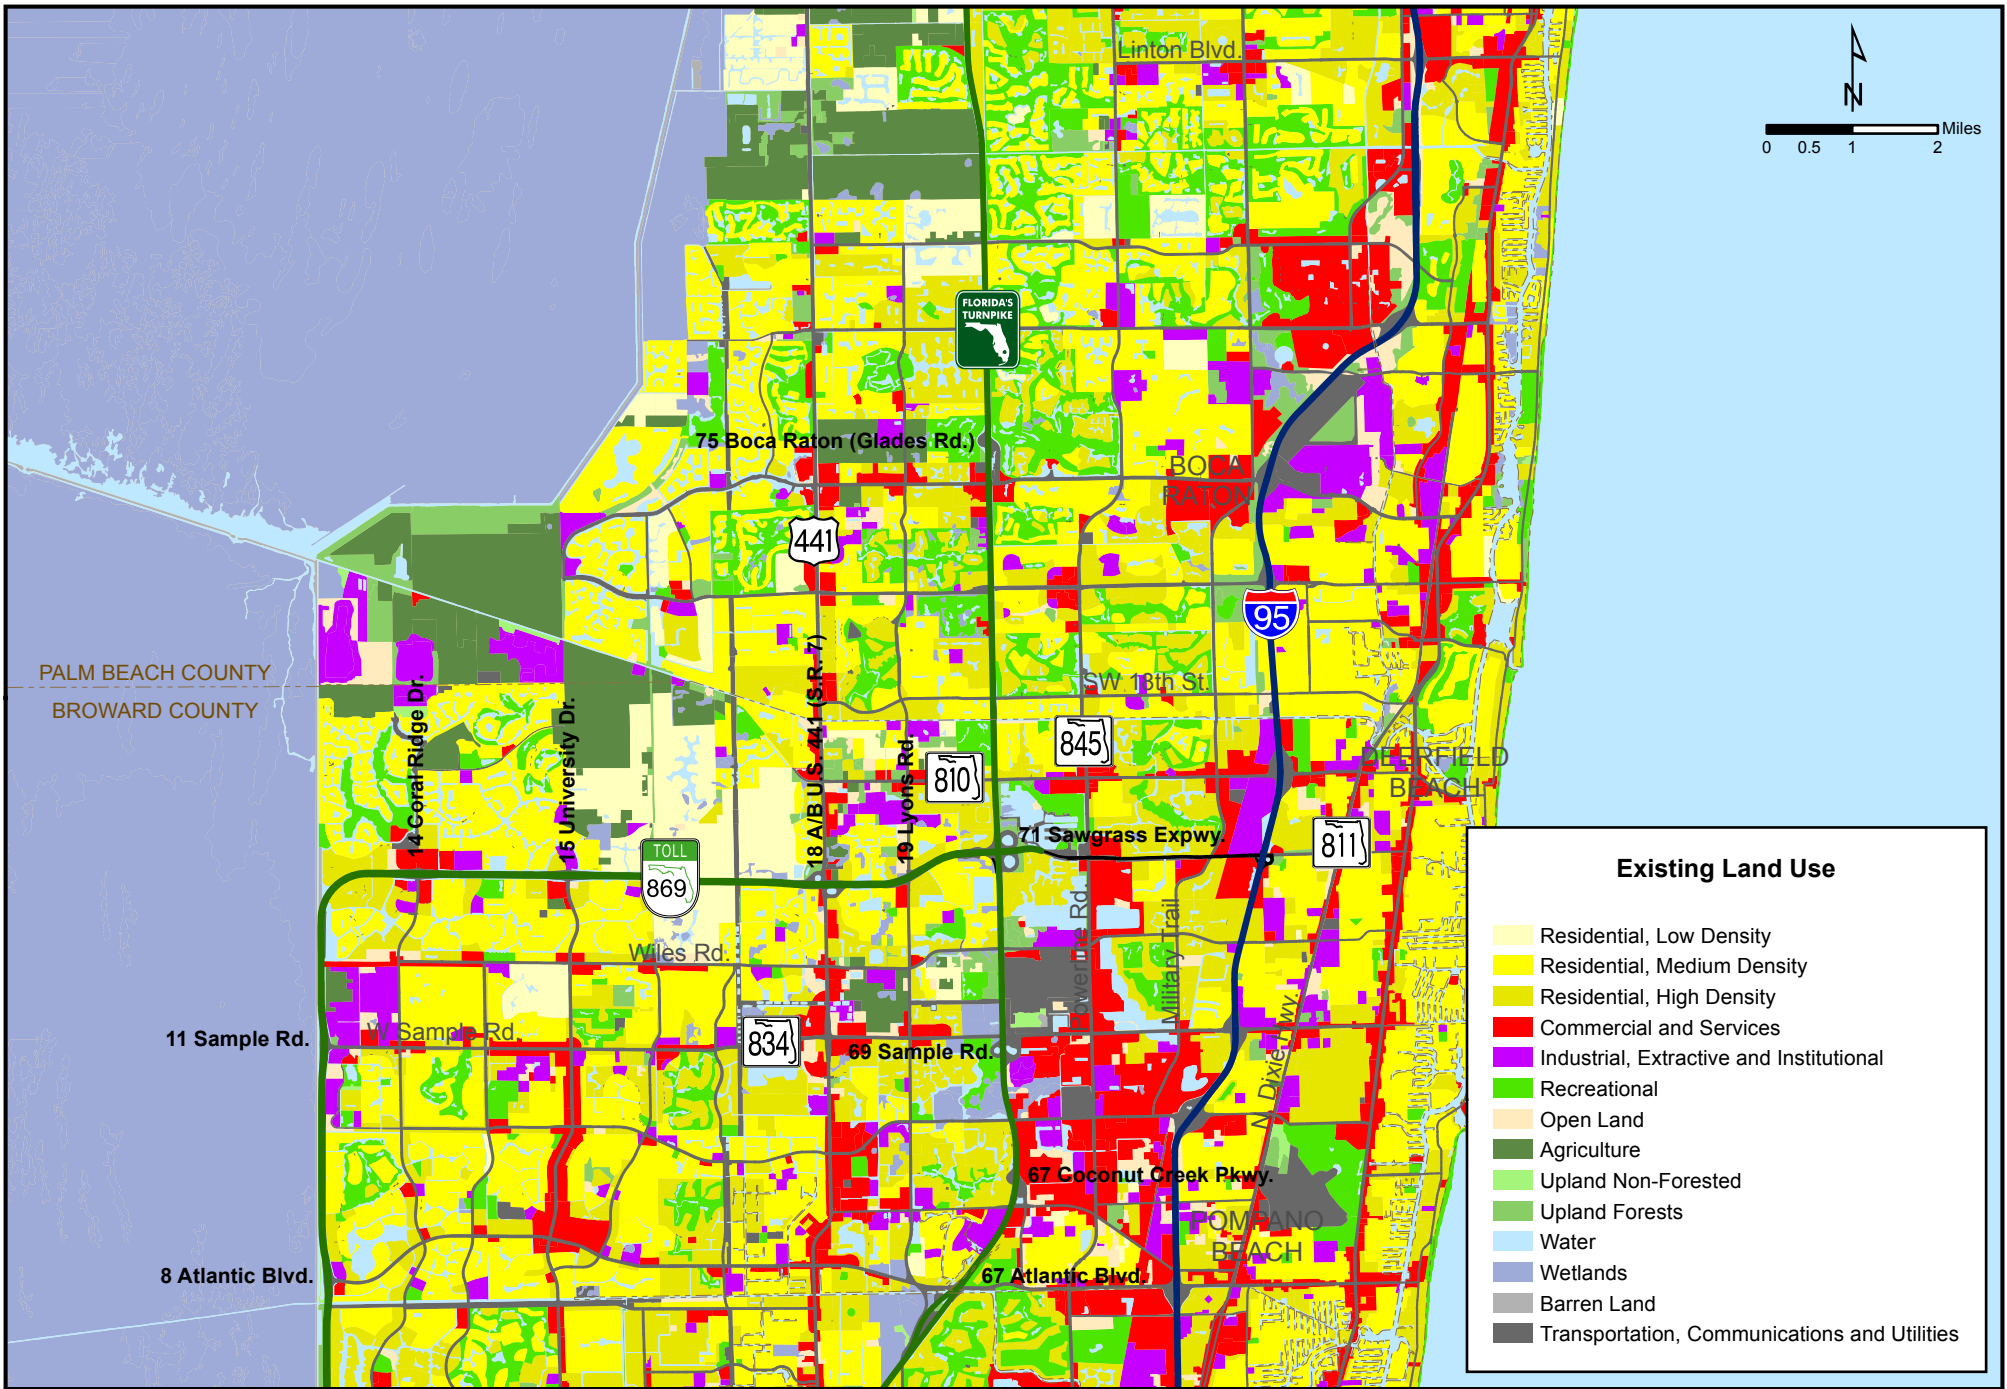 Linton Blvd.
N
Miles
0 0.5 1 2
FLORIDA'S
TURNPIKE
75 Boca Raton (Glades Rd.)
BOCA
RATON
441
95
PALM BEACH COUNTY
BROWARD COUNTY
14 Coral Ridge Dr.
15 University Dr.
18 A/B U.S. 441 (S.R. 7)
19 Lyons Rd
SW 18th St.
845
810
DEERFIELD
BEACH
71 Sawgrass Expwy.
811
TOLL
869
Wiles Rd.
Powerline Rd.
Military Trail
N Dixie Hwy.
11 Sample Rd.
W Sample Rd.
834
69 Sample Rd.
67 Coconut Creek Pkwy.
POMPANO
BEACH
8 Atlantic Blvd.
67 Atlantic Blvd.
Existing Land Use
Residential, Low Density
Residential, Medium Density
Residential, High Density
Commercial and Services
Industrial, Extractive and Institutional
Recreational
Open Land
Agriculture
Upland Non-Forested
Upland Forests
Water
Wetlands
Barren Land
Transportation, Communications and Utilities